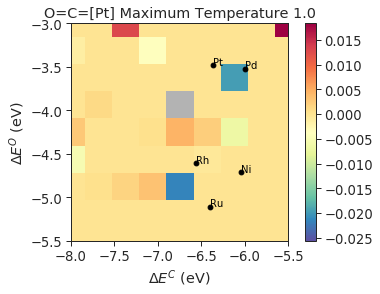 O=C=[Pt] Maximum Temperature 1.0
ΔE^O (eV)
−3.0
−3.5
−4.0
−4.5
−5.0
−5.5
Pt
Pd
Rh
Ni
Ru
−8.0 −7.5 −7.0 −6.5 −6.0 −5.5
ΔE^C (eV)
0.015
0.010
0.005
0.000
−0.005
−0.010
−0.015
−0.020
−0.025